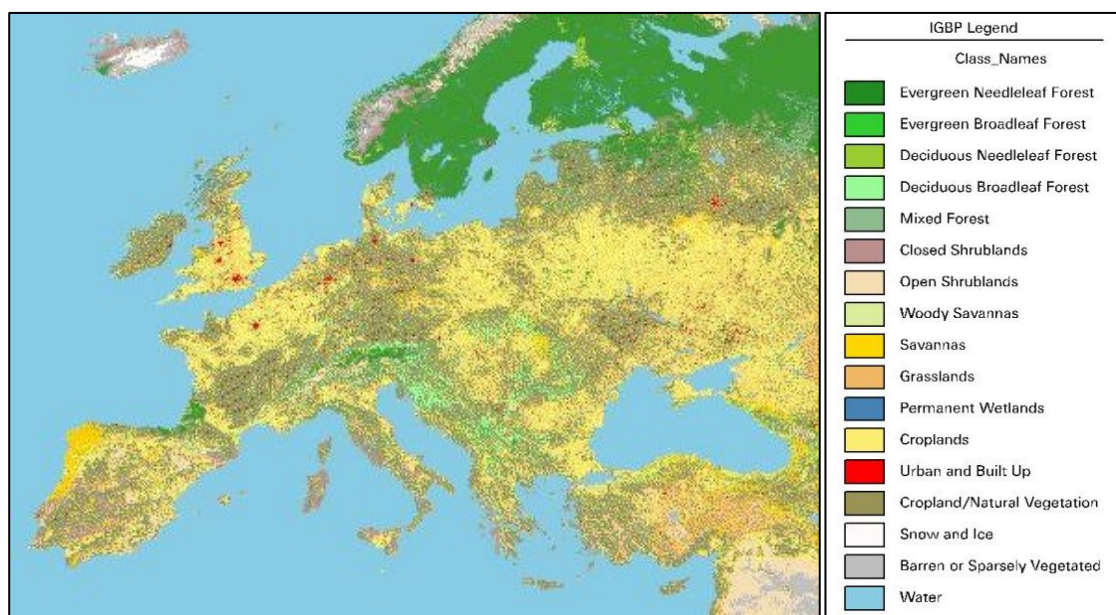 IGBP Legend
Class_Names
Evergreen Needleleaf Forest
Evergreen Broadleaf Forest
Deciduous Needleleaf Forest
Deciduous Broadleaf Forest
Mixed Forest
Closed Shrublands
Open Shrublands
Woody Savannas
Savannas
Grasslands
Permanent Wetlands
Croplands
Urban and Built Up
Cropland/Natural Vegetation
Snow and Ice
Barren or Sparsely Vegetated
Water